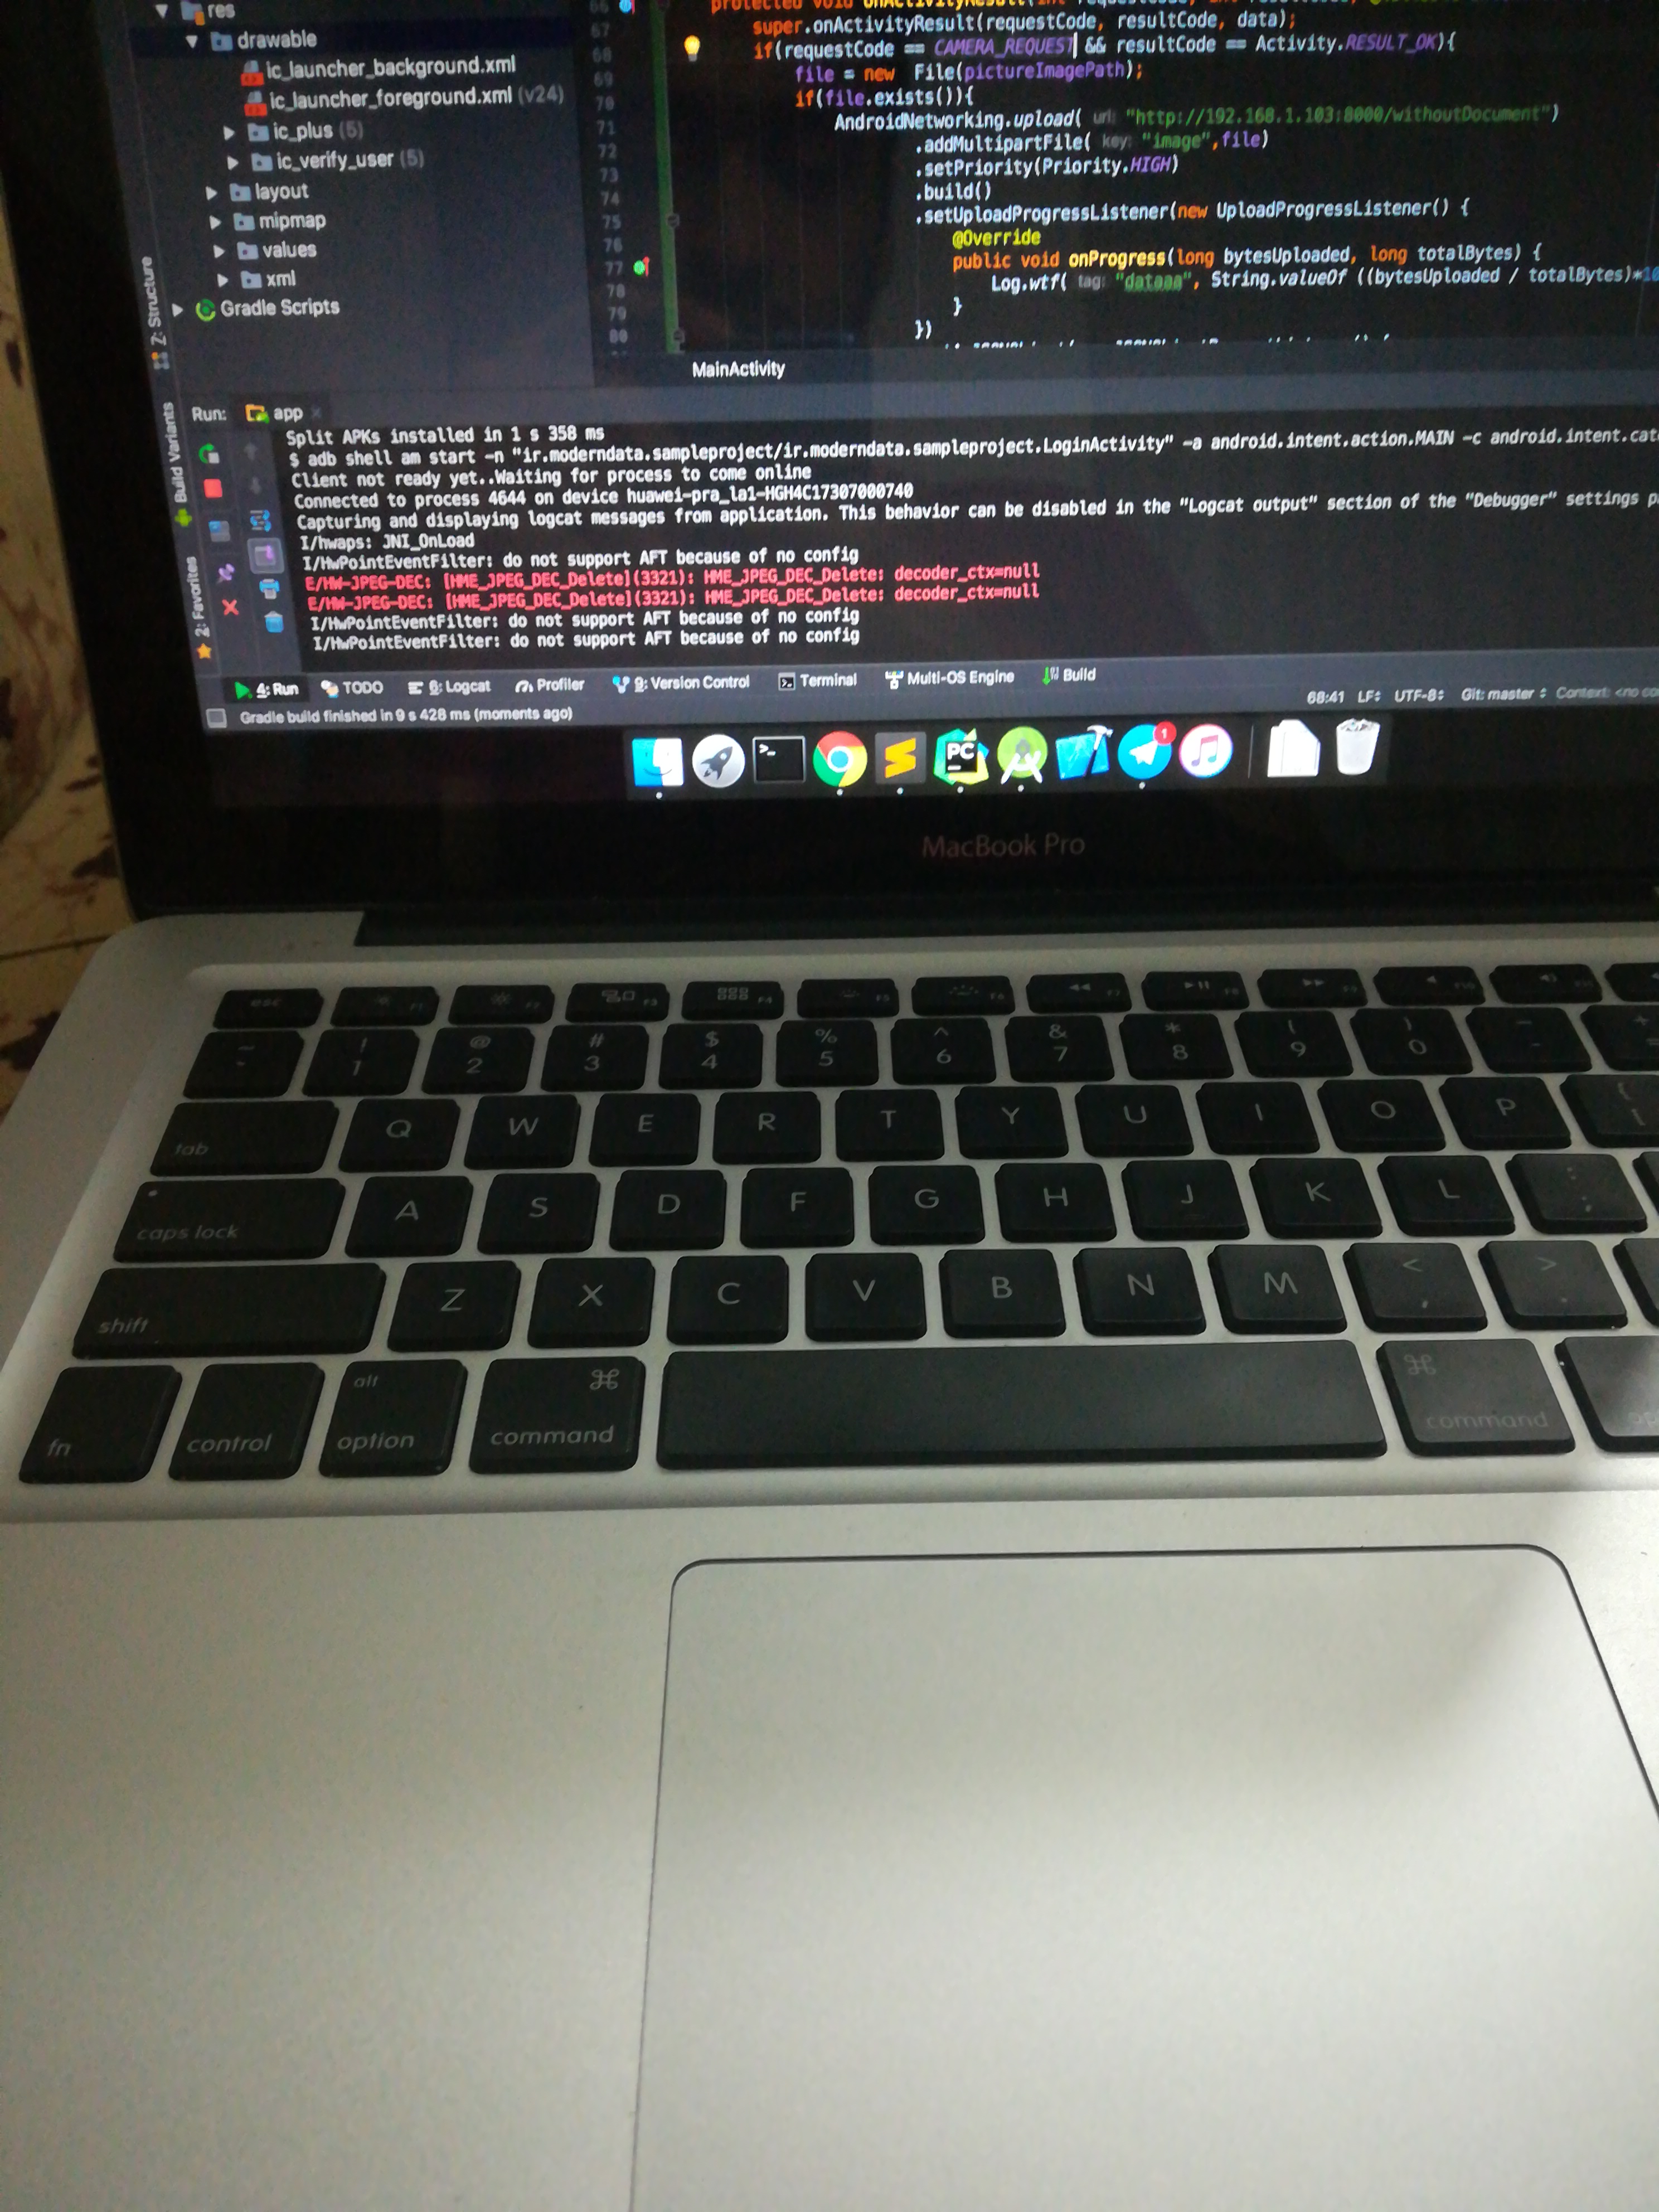 res
drawable
ic_launcher_background.xml
ic_launcher_foreground.xml (v24)
ic_plus (5)
ic_verify_user (5)
layout
mipmap
values
xml
Gradle Scripts
Z: Structure
Build Variants
2: Favorites
66
67
68
69
70
71
72
73
74
75
76
77
78
79
80
protected void onActivityResult(int
super.onActivityResult(requestCode, resultCode, data);
if(requestCode == CAMERA_REQUEST && resultCode == Activity.RESULT_OK){
file = new File(pictureImagePath);
if(file.exists()){
AndroidNetworking.upload( url: "http://192.168.1.103:8000/withoutDocument")
.addMultipartFile( key: "image",file)
.setPriority(Priority.HIGH)
.build()
.setUploadProgressListener(new UploadProgressListener() {
@Override
public void onProgress(long bytesUploaded, long totalBytes) {
Log.wtf( tag: "dataaa", String.valueOf ((bytesUploaded / totalBytes)*10
}
})
MainActivity
Run: app
Split APKs installed in 1 s 358 ms
$ adb shell am start -n "ir.moderndata.sampleproject/ir.moderndata.sampleproject.LoginActivity" -a android.intent.action.MAIN -c android.intent.cat
Client not ready yet..Waiting for process to come online
Connected to process 4644 on device huawei-pra_la1-HGH4C17307000740
Capturing and displaying logcat messages from application. This behavior can be disabled in the "Logcat output" section of the "Debugger" settings p
I/hwaps: JNI_OnLoad
I/HwPointEventFilter: do not support AFT because of no config
E/HW-JPEG-DEC: [HME_JPEG_DEC_Delete](3321): HME_JPEG_DEC_Delete: decoder_ctx=null
E/HW-JPEG-DEC: [HME_JPEG_DEC_Delete](3321): HME_JPEG_DEC_Delete: decoder_ctx=null
I/HwPointEventFilter: do not support AFT because of no config
I/HwPointEventFilter: do not support AFT because of no config
4: Run TODO 6: Logcat Profiler 9: Version Control Terminal Multi-OS Engine Build
Gradle build finished in 9 s 428 ms (moments ago)
68:41 LF UTF-8 Git: master Context: <no co
PC
1
MacBook Pro
esc F1 F2 F3 F4 F5 F6 F7 F8 F9 F10
~ ! @ # $ % ^ & * ( ) _ +
1 2 3 4 5 6 7 8 9 0 - =
tab Q W E R T Y U I O P { [
caps lock A S D F G H J K L : ;
shift Z X C V B N M < , > .
fn control alt option ⌘ command ⌘ command op